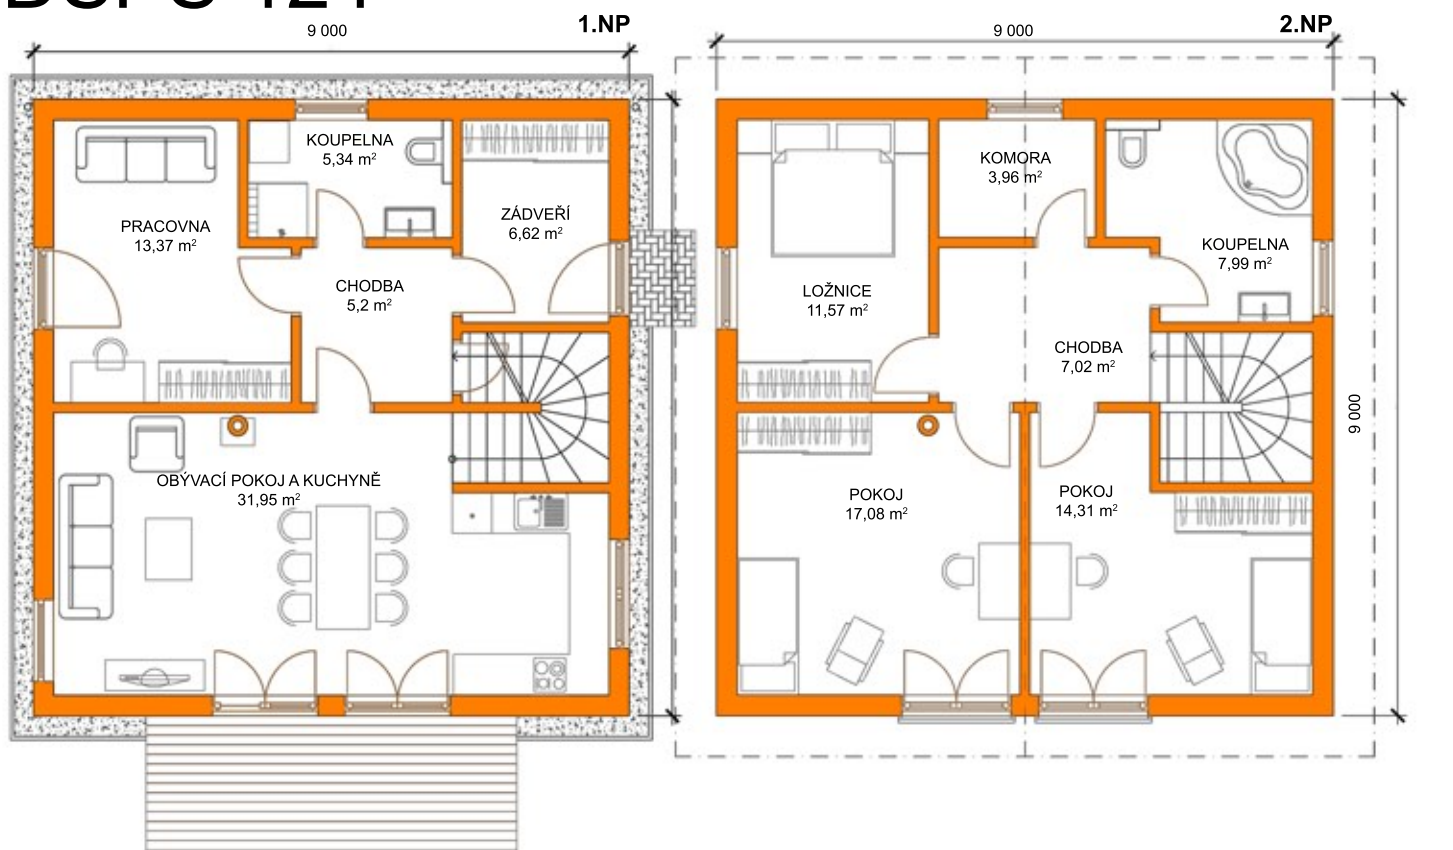 9 000
1.NP
9 000
2.NP
KOUPELNA
5,34 m²
PRACOVNA
13,37 m²
ZÁDVEŘÍ
6,62 m²
CHODBA
5,2 m²
OBÝVACÍ POKOJ A KUCHYNĚ
31,95 m²
KOMORA
3,96 m²
KOUPELNA
7,99 m²
LOŽNICE
11,57 m²
CHODBA
7,02 m²
9 000
POKOJ
17,08 m²
POKOJ
14,31 m²